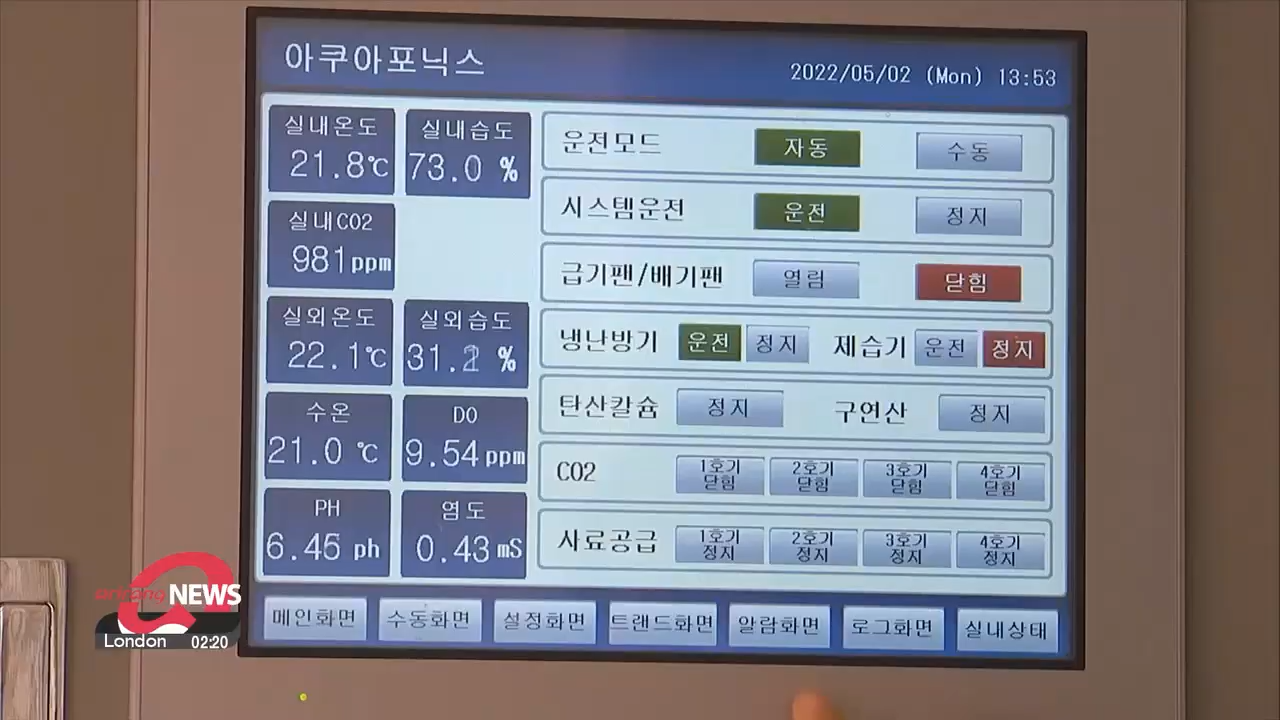 아쿠아포닉스
2022/05/02 (Mon) 13:53
실내온도 실내습도
21.8℃ 73.0 %
실내CO2
981ppm
실외온도 실외습도
22.1℃ 31.2 %
수온 DO
21.0 ℃ 9.54 ppm
PH 염도
6.45 ph 0.43 mS
운전모드 자동 수동
시스템운전 운전 정지
급기팬/배기팬 열림 닫힘
냉난방기 운전 정지 제습기 운전 정지
탄산칼슘 정지 구연산 정지
CO2 1호기 닫힘 2호기 닫힘 3호기 닫힘 4호기 닫힘
사료공급 1호기 정지 2호기 정지 3호기 정지 4호기 정지
메인화면 수동화면 설정화면 트랜드화면 알람화면 로그화면 실내상태
arirang NEWS
London 02:20